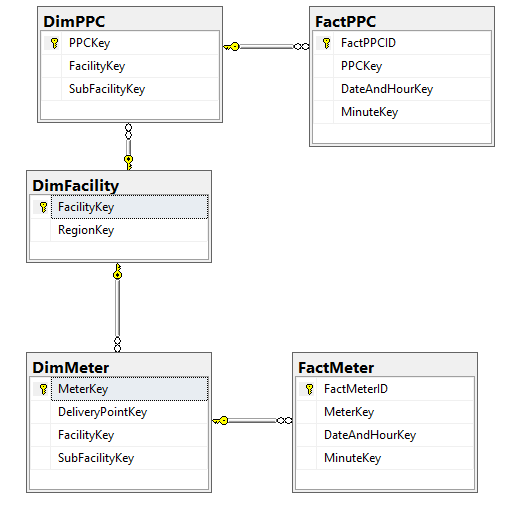 DimPPC
PPCKey
FacilityKey
SubFacilityKey
FactPPC
FactPPCID
PPCKey
DateAndHourKey
MinuteKey
DimFacility
FacilityKey
RegionKey
DimMeter
MeterKey
DeliveryPointKey
FacilityKey
SubFacilityKey
FactMeter
FactMeterID
MeterKey
DateAndHourKey
MinuteKey